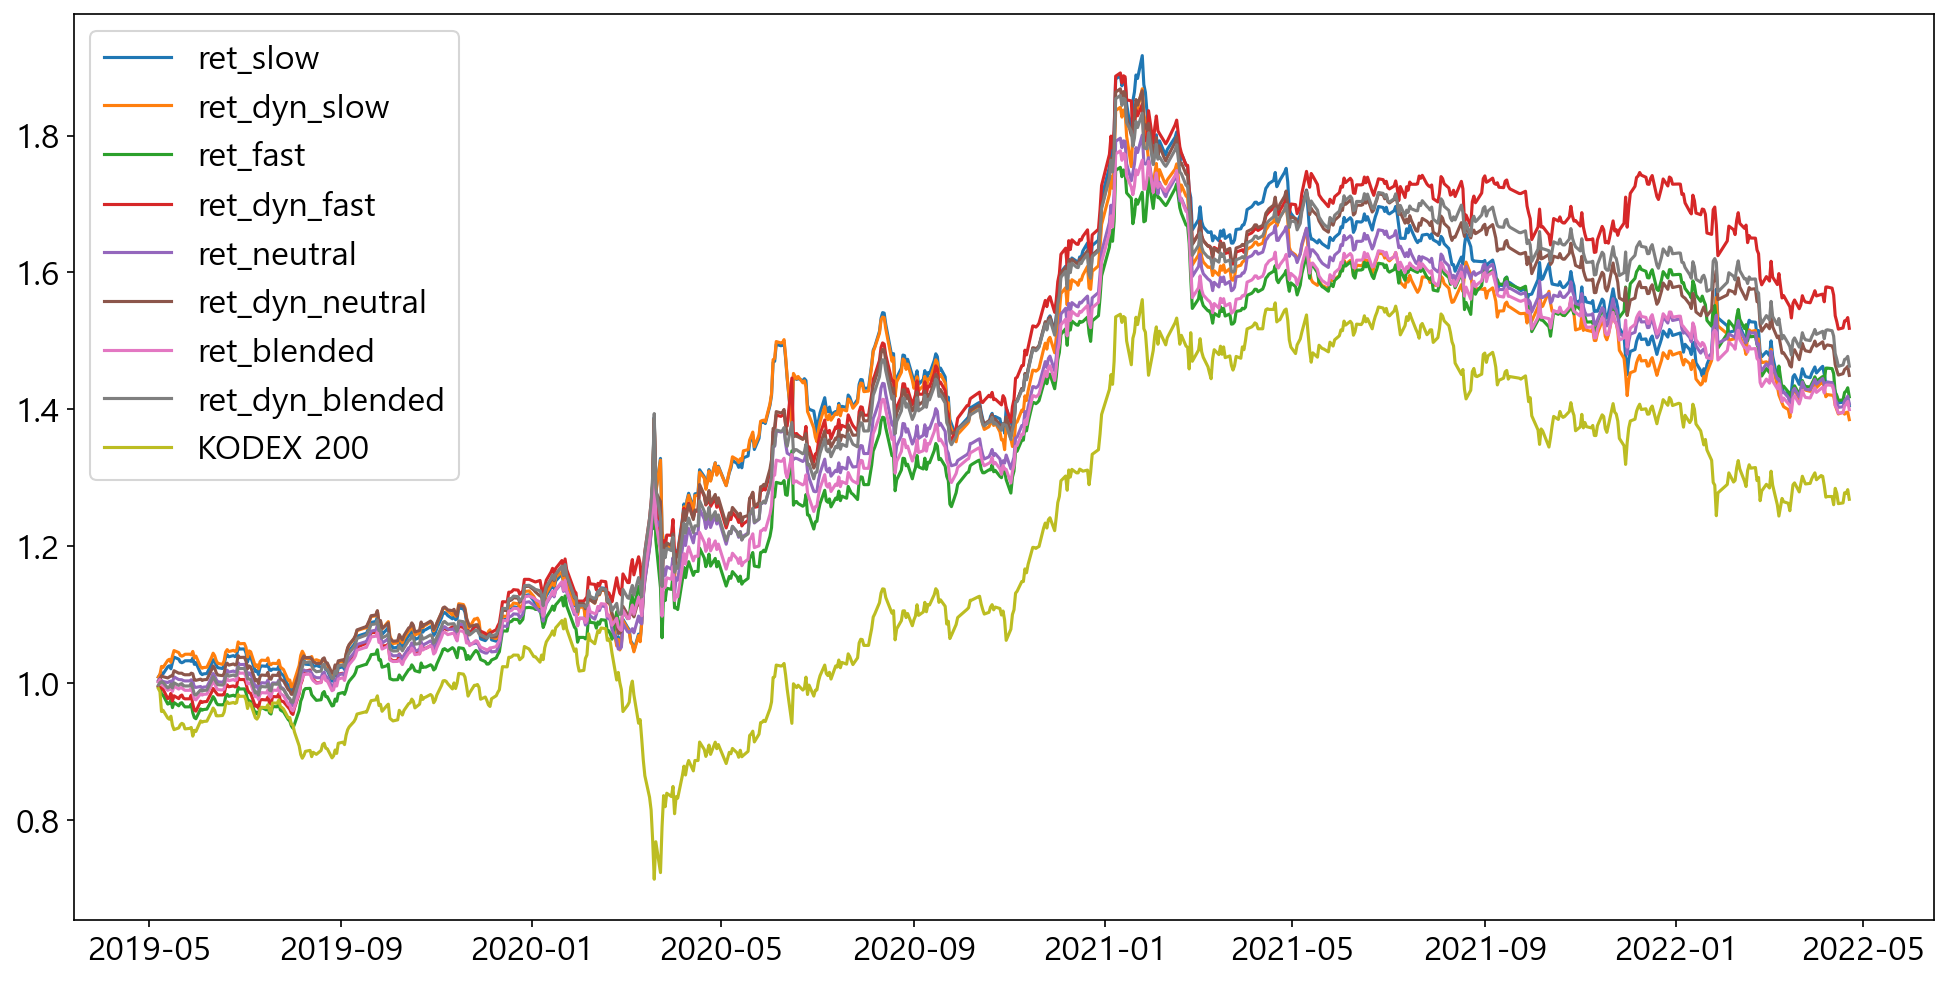 ret_slow
ret_dyn_slow
ret_fast
ret_dyn_fast
ret_neutral
ret_dyn_neutral
ret_blended
ret_dyn_blended
KODEX 200
1.8
1.6
1.4
1.2
1.0
0.8
2019-05 2019-09 2020-01 2020-05 2020-09 2021-01 2021-05 2021-09 2022-01 2022-05